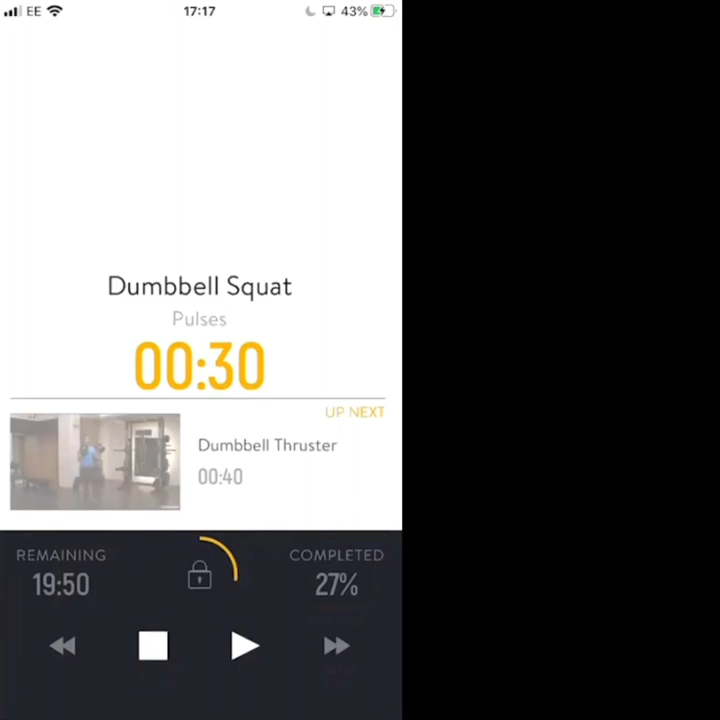 EE 17:17 43%
Dumbbell Squat
Pulses
00:30
UP NEXT
Dumbbell Thruster
00:40
REMAINING COMPLETED
19:50 27%